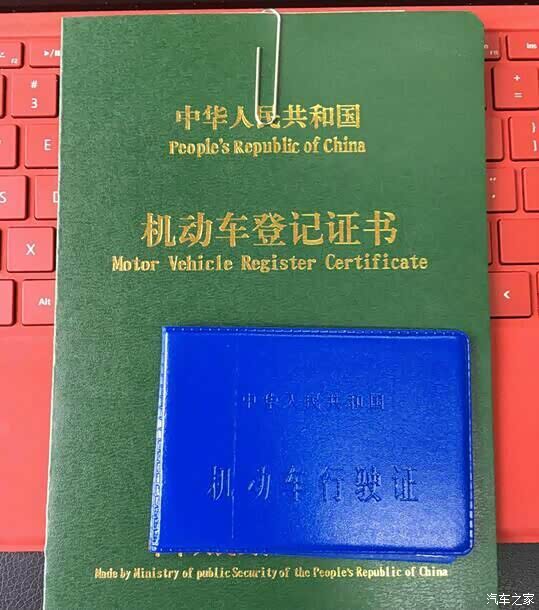 中华人民共和国
People's Republic of China
机动车登记证书
Motor Vehicle Register Certificate
中华人民共和国
机动车行驶证
Made by Ministry of public Security of the People's Republic of China
#
3
E
D
X
Alt
+
=
}
]
<
汽车之家